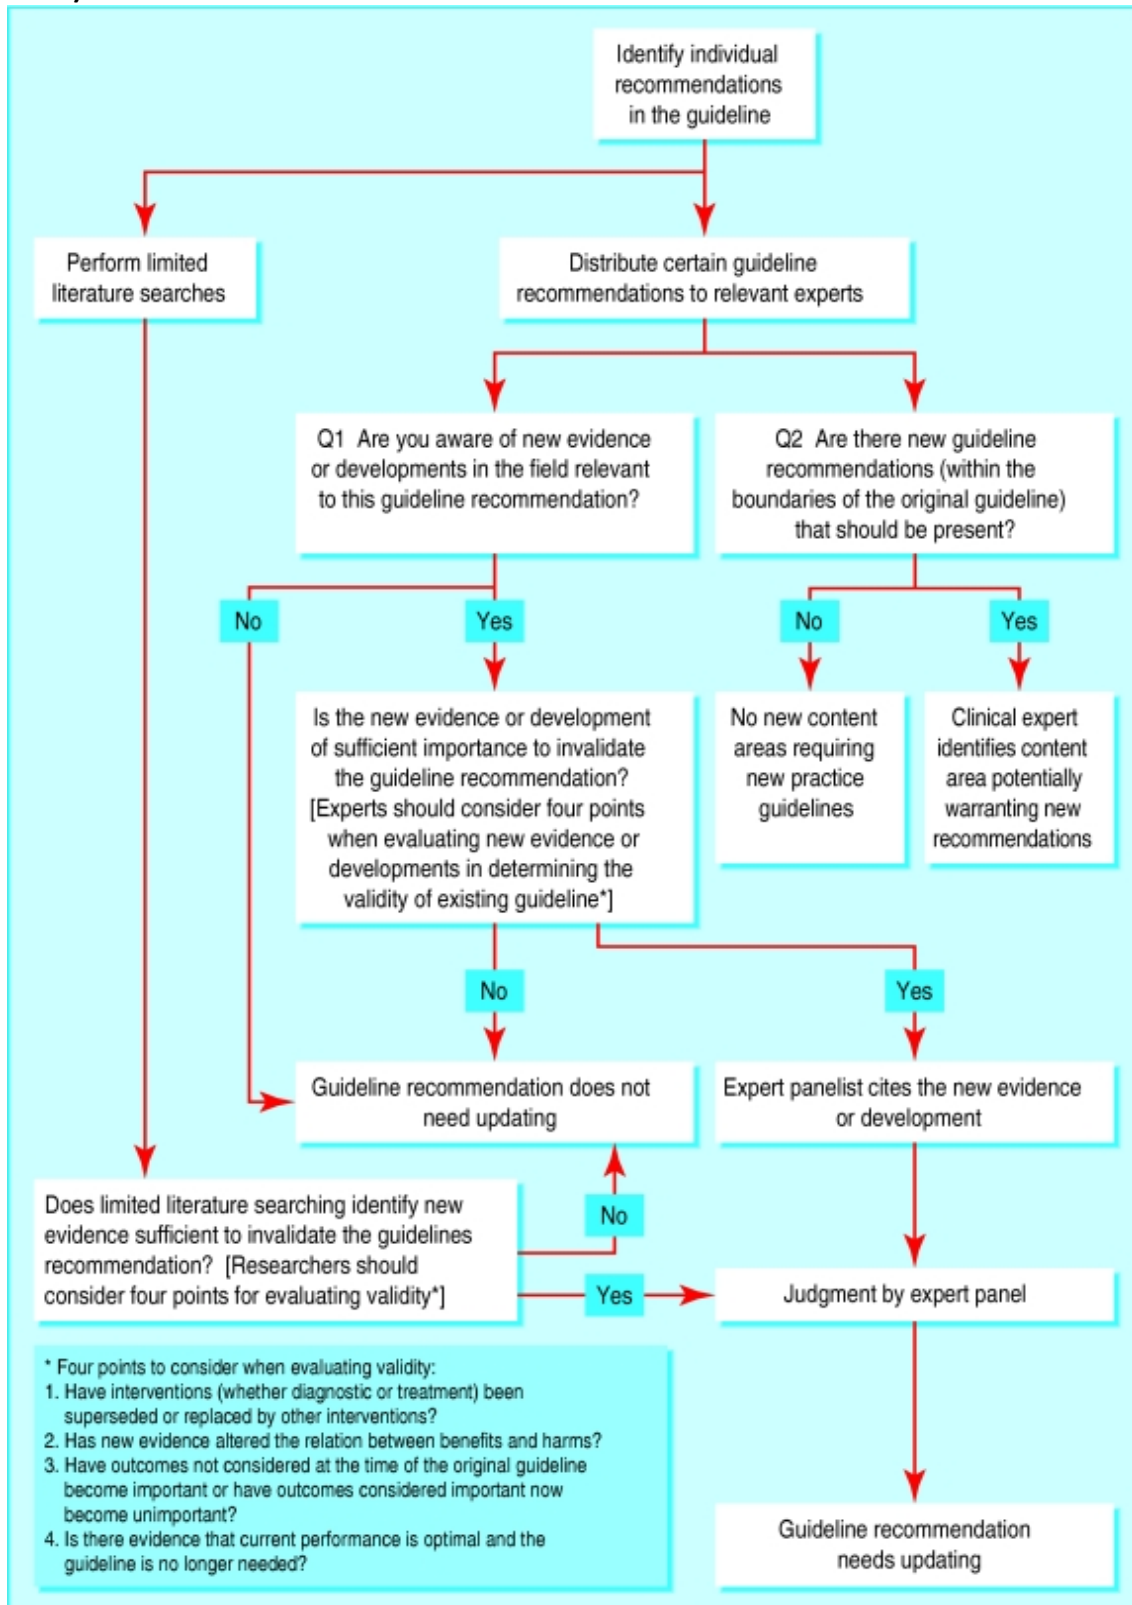 Identify individual
recommendations
in the guideline
Perform limited
literature searches
Distribute certain guideline
recommendations to relevant experts
Q1 Are you aware of new evidence
or developments in the field relevant
to this guideline recommendation?
Q2 Are there new guideline
recommendations (within the
boundaries of the original guideline)
that should be present?
No
Yes
No
Yes
Is the new evidence or development
of sufficient importance to invalidate
the guideline recommendation?
[Experts should consider four points
when evaluating new evidence or
developments in determining the
validity of existing guideline*]
No new content
areas requiring
new practice
guidelines
Clinical expert
identifies content
area potentially
warranting new
recommendations
No
Yes
Guideline recommendation does not
need updating
Expert panelist cites the new evidence
or development
Does limited literature searching identify new
evidence sufficient to invalidate the guidelines
recommendation? [Researchers should
consider four points for evaluating validity*]
No
Yes
Judgment by expert panel
* Four points to consider when evaluating validity:
1. Have interventions (whether diagnostic or treatment) been
superseded or replaced by other interventions?
2. Has new evidence altered the relation between benefits and harms?
3. Have outcomes not considered at the time of the original guideline
become important or have outcomes considered important now
become unimportant?
4. Is there evidence that current performance is optimal and the
guideline is no longer needed?
Guideline recommendation
needs updating